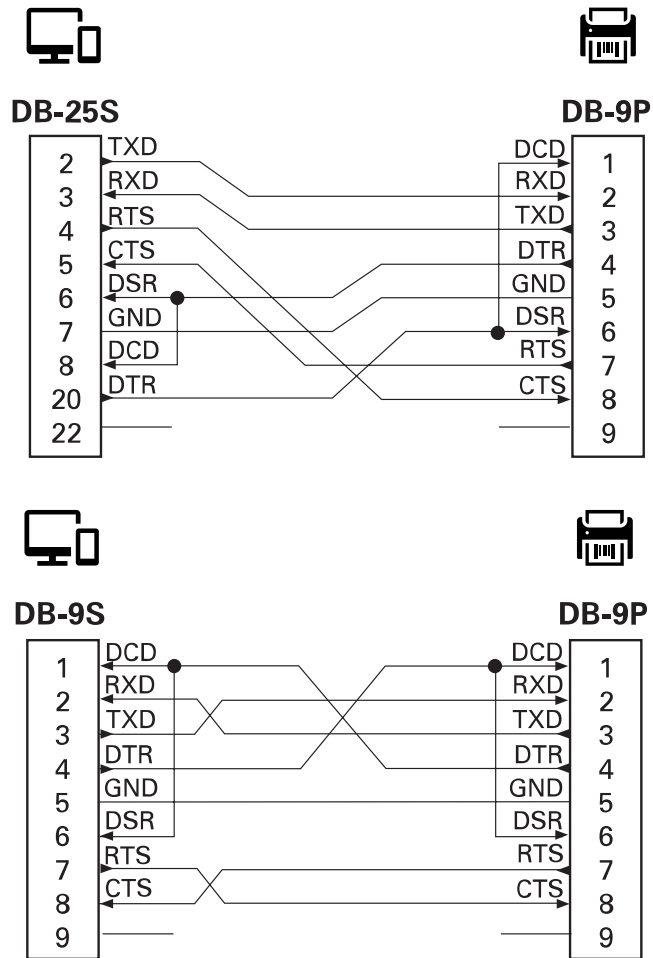 DB-25S DB-9P
2 TXD DCD 1
3 RXD RXD 2
4 RTS TXD 3
5 CTS DTR 4
6 DSR GND 5
7 GND DSR 6
8 DCD RTS 7
20 DTR CTS 8
22 9
DB-9S DB-9P
1 DCD DCD 1
2 RXD RXD 2
3 TXD TXD 3
4 DTR DTR 4
5 GND GND 5
6 DSR DSR 6
7 RTS RTS 7
8 CTS CTS 8
9 9